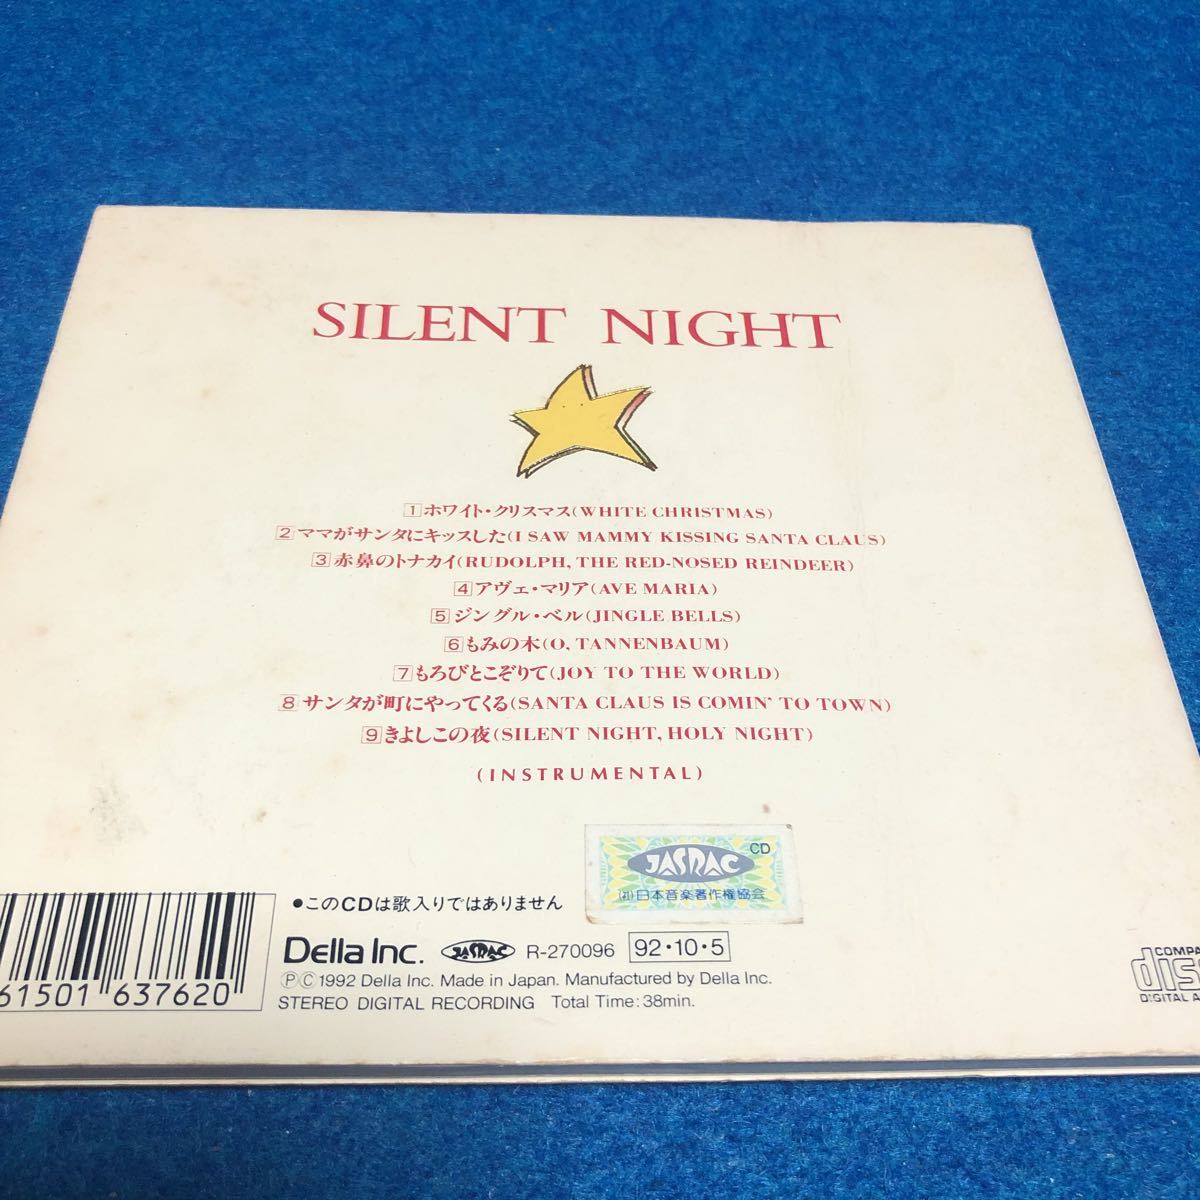 SILENT NIGHT
1 ホワイト・クリスマス(WHITE CHRISTMAS)
2 ママがサンタにキッスした(I SAW MAMMY KISSING SANTA CLAUS)
3 赤鼻のトナカイ(RUDOLPH, THE RED-NOSED REINDEER)
4 アヴェ・マリア(AVE MARIA)
5 ジングル・ベル(JINGLE BELLS)
6 もみの木(O, TANNENBAUM)
7 もろびとこぞりて(JOY TO THE WORLD)
8 サンタが町にやってくる(SANTA CLAUS IS COMIN' TO TOWN)
9 きよしこの夜(SILENT NIGHT, HOLY NIGHT)
(INSTRUMENTAL)
JASRAC CD
(社)日本音楽著作権協会
●このCDは歌入りではありません
Della Inc. JASRAC R-270096 92・10・5
ⓅⒸ1992 Della Inc. Made in Japan. Manufactured by Della Inc.
STEREO DIGITAL RECORDING Total Time:38min.
61501 637620
COMPA
disc
DIGITAL A